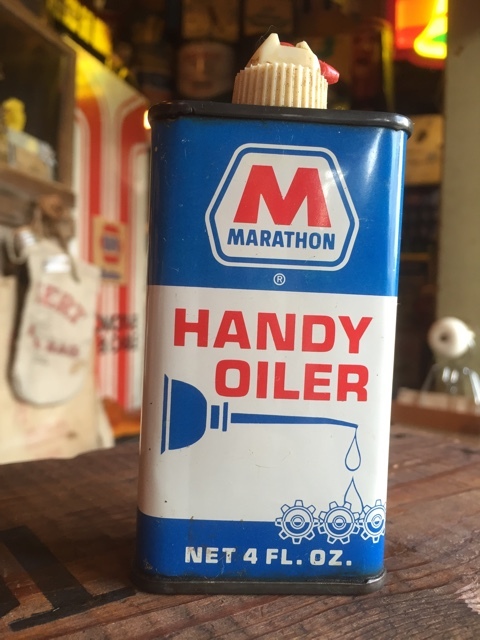 M
MARATHON
®
HANDY
OILER
NET 4 FL. OZ.